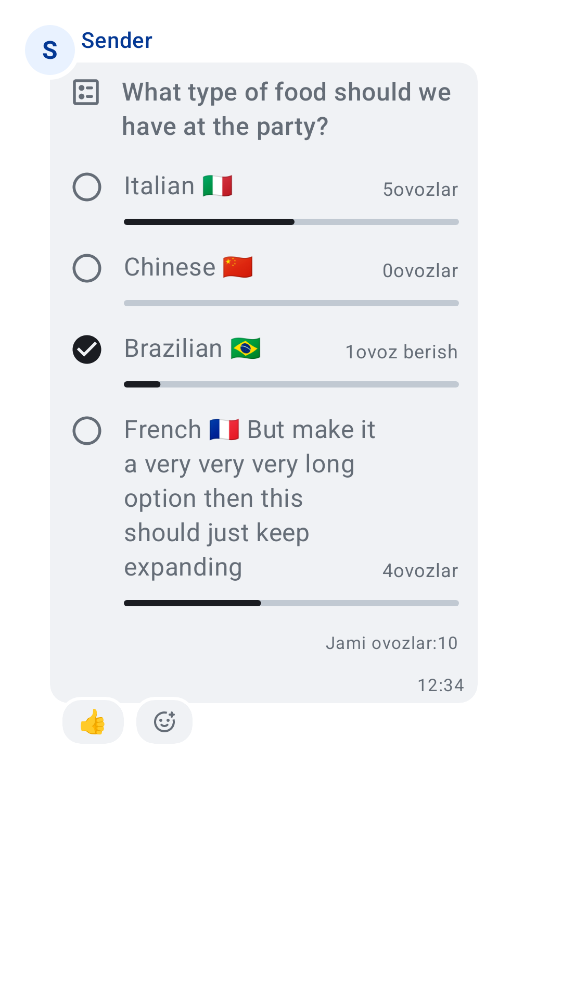 S
Sender
What type of food should we
have at the party?
Italian 🇮🇹
5ovozlar
Chinese 🇨🇳
0ovozlar
Brazilian 🇧🇷
1ovoz berish
French 🇫🇷 But make it
a very very very long
option then this
should just keep
expanding
4ovozlar
Jami ovozlar:10
12:34